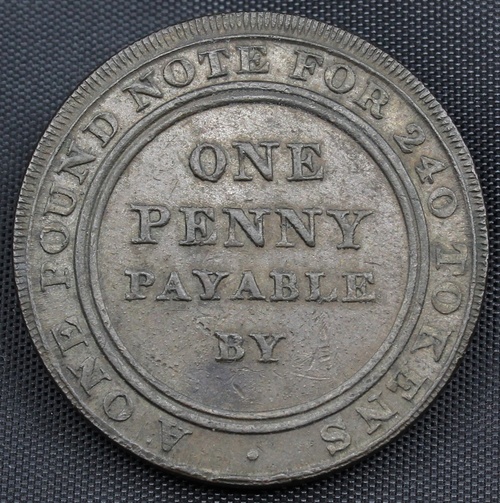 A ONE POUND NOTE FOR 240 TOKENS
ONE
PENNY
PAYABLE
BY